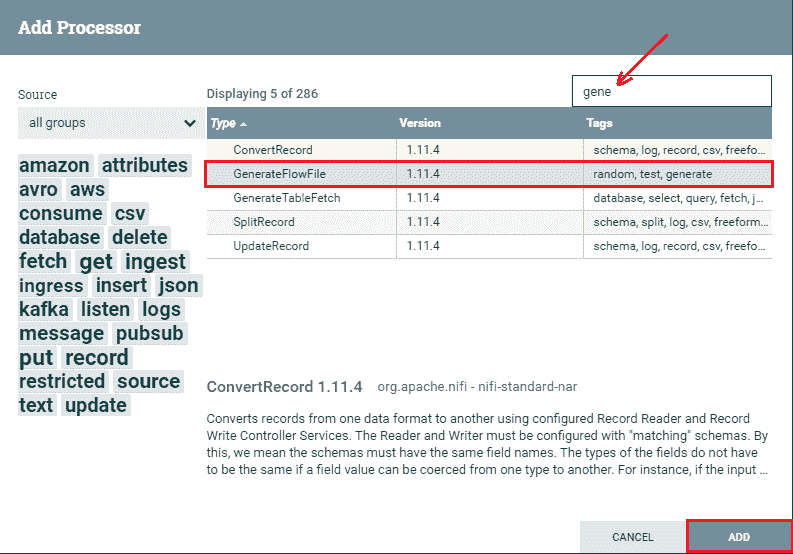 Add Processor
Source
Displaying 5 of 286
gene
all groups
Type Version Tags
ConvertRecord 1.11.4 schema, log, record, csv, freefo...
GenerateFlowFile 1.11.4 random, test, generate
GenerateTableFetch 1.11.4 database, select, query, fetch, j...
SplitRecord 1.11.4 schema, split, log, csv, freeform...
UpdateRecord 1.11.4 schema, log, record, csv, freefo...
amazon attributes
avro aws
consume csv
database delete
fetch get ingest
ingress insert json
kafka listen logs
message pubsub
put record
restricted source
text update
ConvertRecord 1.11.4 org.apache.nifi - nifi-standard-nar
Converts records from one data format to another using configured Record Reader and Record
Write Controller Services. The Reader and Writer must be configured with "matching" schemas. By
this, we mean the schemas must have the same field names. The types of the fields do not have
to be the same if a field value can be coerced from one type to another. For instance, if the input ...
CANCEL ADD